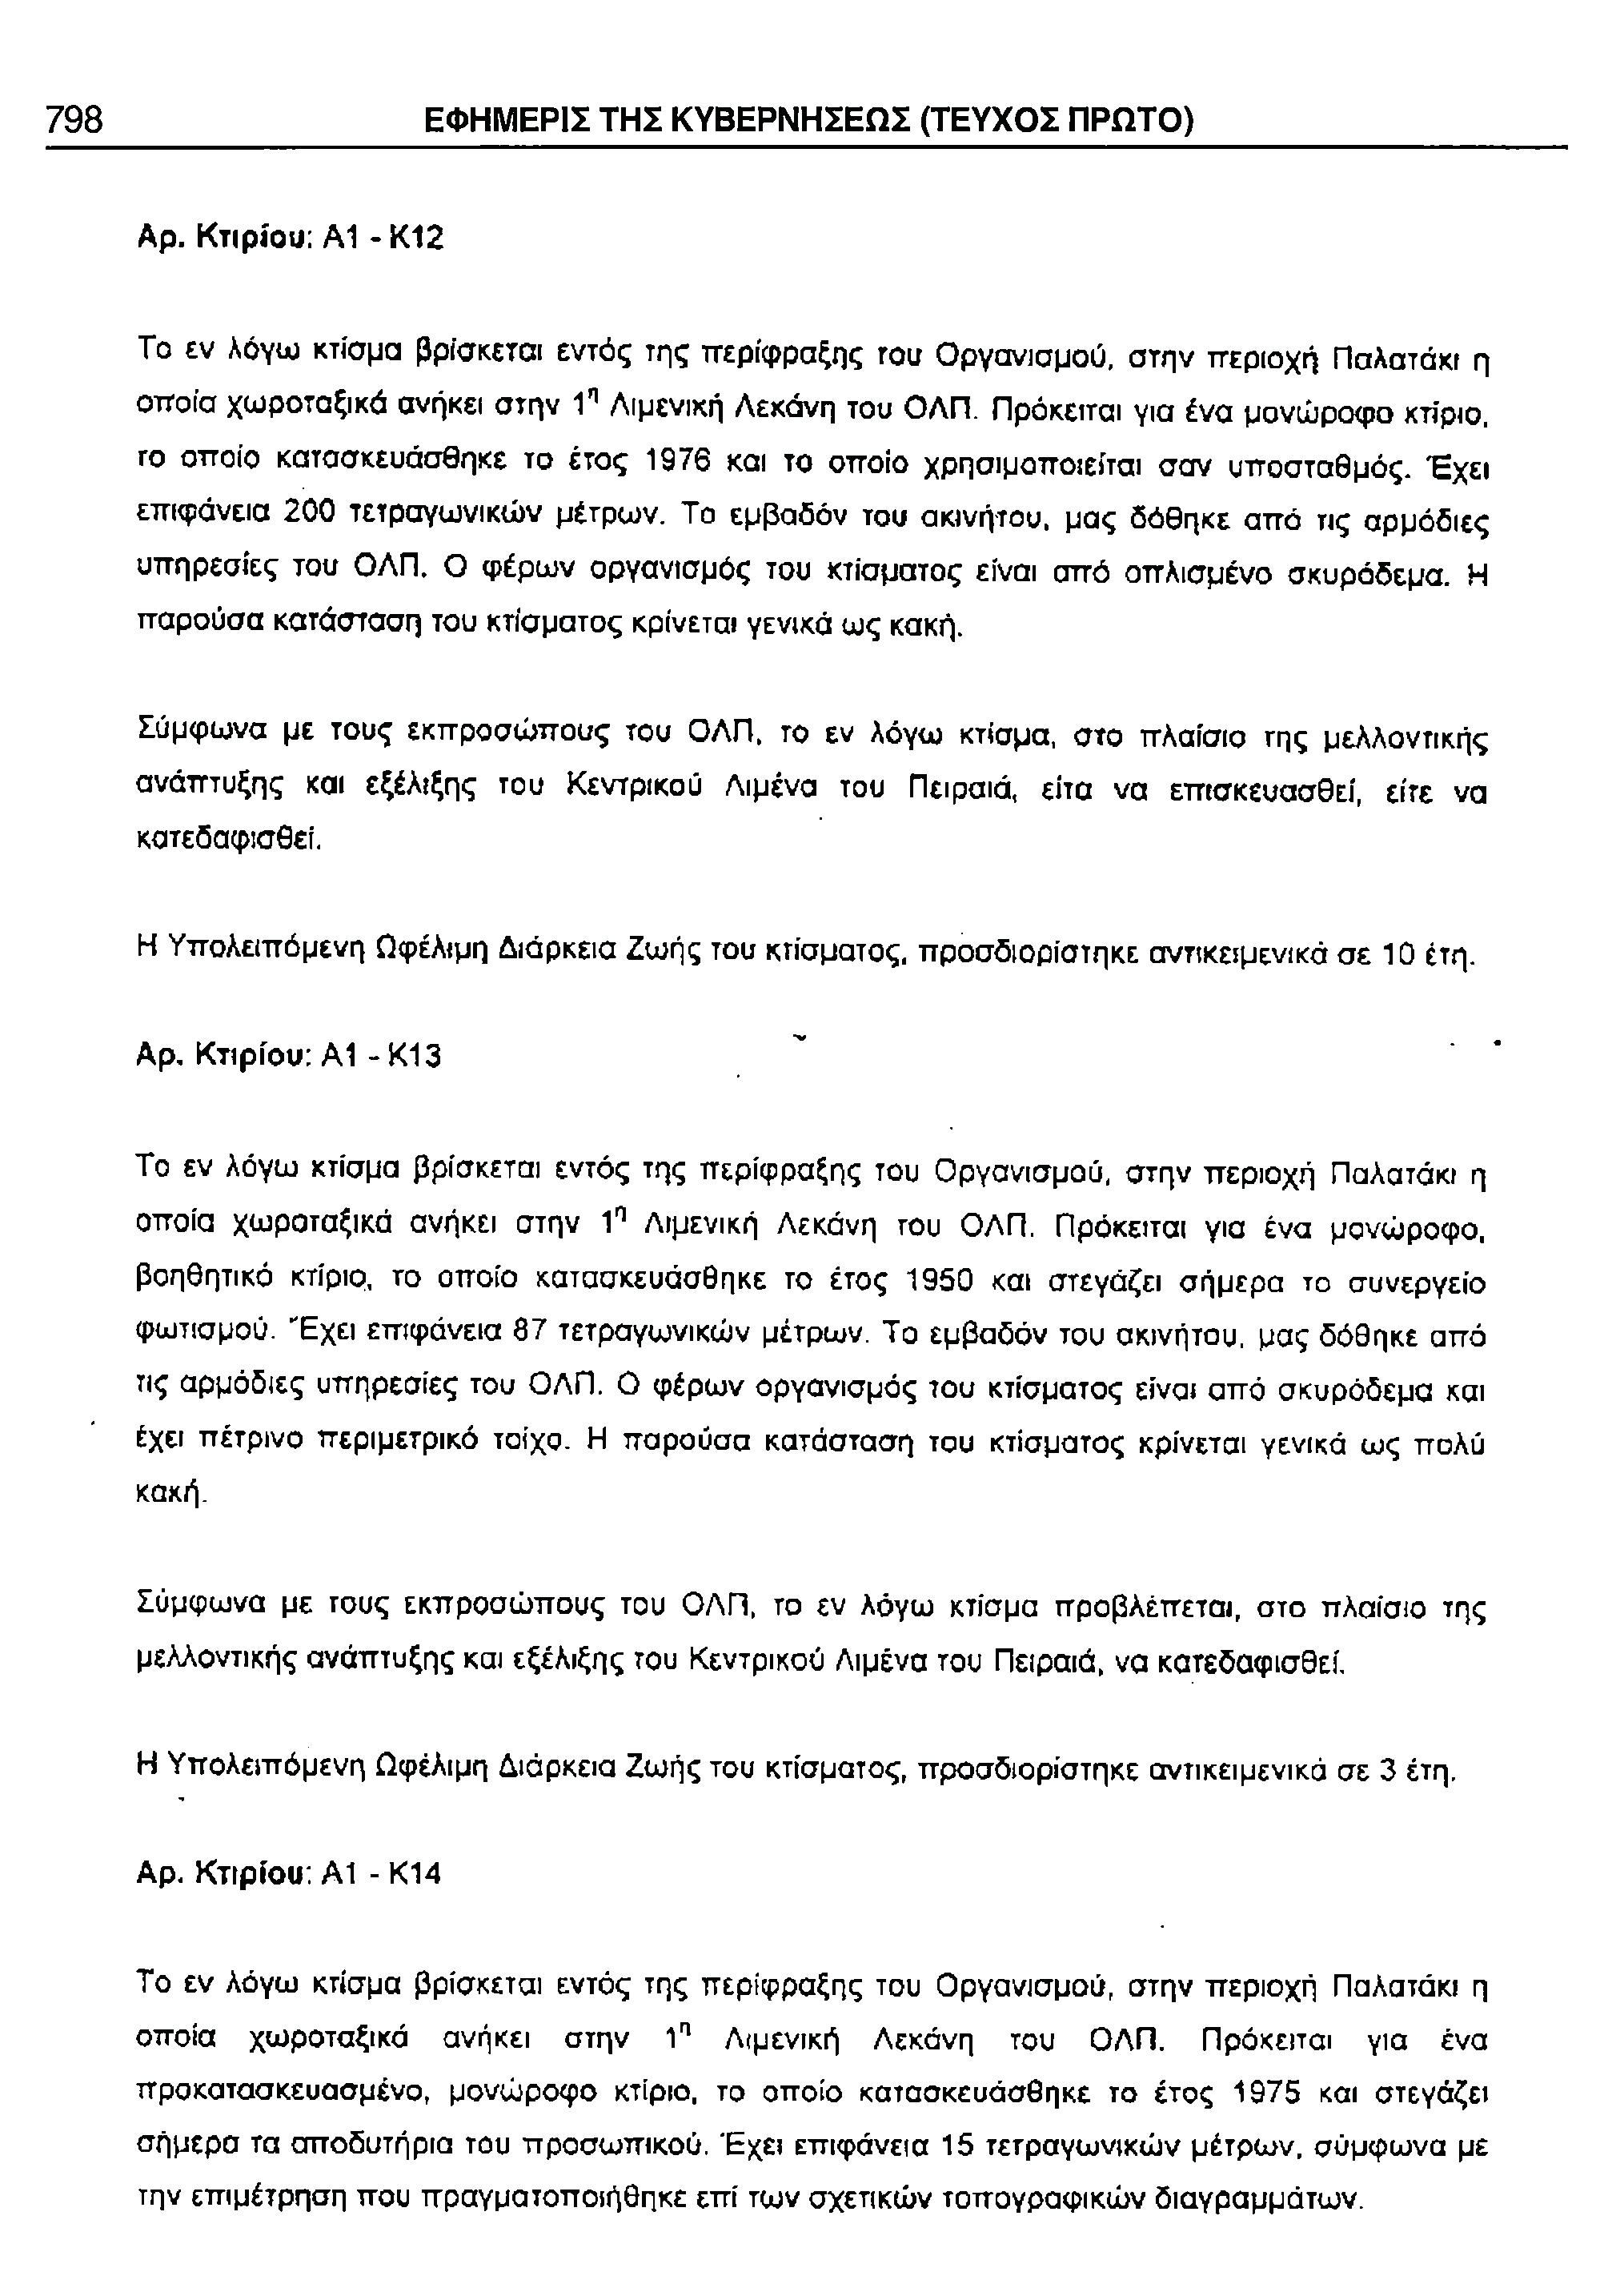 798
ΕΦΗΜΕΡΙΣ ΤΗΣ ΚΥΒΕΡΝΗΣΕΩΣ (ΤΕΥΧΟΣ ΠΡΩΤΟ)
Αρ. Κτιρίου: Α1 - Κ12
Το εν λόγω κτίσμα βρίσκεται εντός της περίφραξης του Οργανισμού, στην περιοχή Παλατάκι η
οποία χωροταξικά ανήκει στην 1η Λιμενική Λεκάνη του ΟΛΠ. Πρόκειται για ένα μονώροφο κτίριο,
το οποίο κατασκευάσθηκε το έτος 1976 και το οποίο χρησιμοποιείται σαν υποσταθμός. Έχει
επιφάνεια 200 τετραγωνικών μέτρων. Το εμβαδόν του ακινήτου, μας δόθηκε από τις αρμόδιες
υπηρεσίες του ΟΛΠ. Ο φέρων οργανισμός του κτίσματος είναι από οπλισμένο σκυρόδεμα. Η
παρούσα κατάσταση του κτίσματος κρίνεται γενικά ως κακή.
Σύμφωνα με τους εκπροσώπους του ΟΛΠ, το εν λόγω κτίσμα, στο πλαίσιο της μελλοντικής
ανάπτυξης και εξέλιξης του Κεντρικού Λιμένα του Πειραιά, είτα να επισκευασθεί, είτε να
κατεδαφισθεί.
Η Υπολειπόμενη Ωφέλιμη Διάρκεια Ζωής του κτίσματος, προσδιορίστηκε αντικειμενικά σε 10 έτη.
Αρ. Κτιρίου: Α1 - Κ13
Το εν λόγω κτίσμα βρίσκεται εντός της περίφραξης του Οργανισμού, στην περιοχή Παλατάκι η
οποία χωροταξικά ανήκει στην 1η Λιμενική Λεκάνη του ΟΛΠ. Πρόκειται για ένα μονώροφο,
βοηθητικό κτίριο, το οποίο κατασκευάσθηκε το έτος 1950 και στεγάζει σήμερα το συνεργείο
φωτισμού. Έχει επιφάνεια 87 τετραγωνικών μέτρων. Το εμβαδόν του ακινήτου, μας δόθηκε από
τις αρμόδιες υπηρεσίες του ΟΛΠ. Ο φέρων οργανισμός του κτίσματος είναι από σκυρόδεμα και
έχει πέτρινο περιμετρικό τοίχο. Η παρούσα κατάσταση του κτίσματος κρίνεται γενικά ως πολύ
κακή.
Σύμφωνα με τους εκπροσώπους του ΟΛΠ, το εν λόγω κτίσμα προβλέπεται, στο πλαίσιο της
μελλοντικής ανάπτυξης και εξέλιξης του Κεντρικού Λιμένα του Πειραιά, να κατεδαφισθεί.
Η Υπολειπόμενη Ωφέλιμη Διάρκεια Ζωής του κτίσματος, προσδιορίστηκε αντικειμενικά σε 3 έτη.
Αρ. Κτιρίου: Α1 - Κ14
Το εν λόγω κτίσμα βρίσκεται εντός της περίφραξης του Οργανισμού, στην περιοχή Παλατάκι η
οποία χωροταξικά ανήκει στην 1η Λιμενική Λεκάνη του ΟΛΠ. Πρόκειται για ένα
προκατασκευασμένο, μονώροφο κτίριο, το οποίο κατασκευάσθηκε το έτος 1975 και στεγάζει
σήμερα τα αποδυτήρια του προσωπικού. Έχει επιφάνεια 15 τετραγωνικών μέτρων, σύμφωνα με
την επιμέτρηση που πραγματοποιήθηκε επί των σχετικών τοπογραφικών διαγραμμάτων.